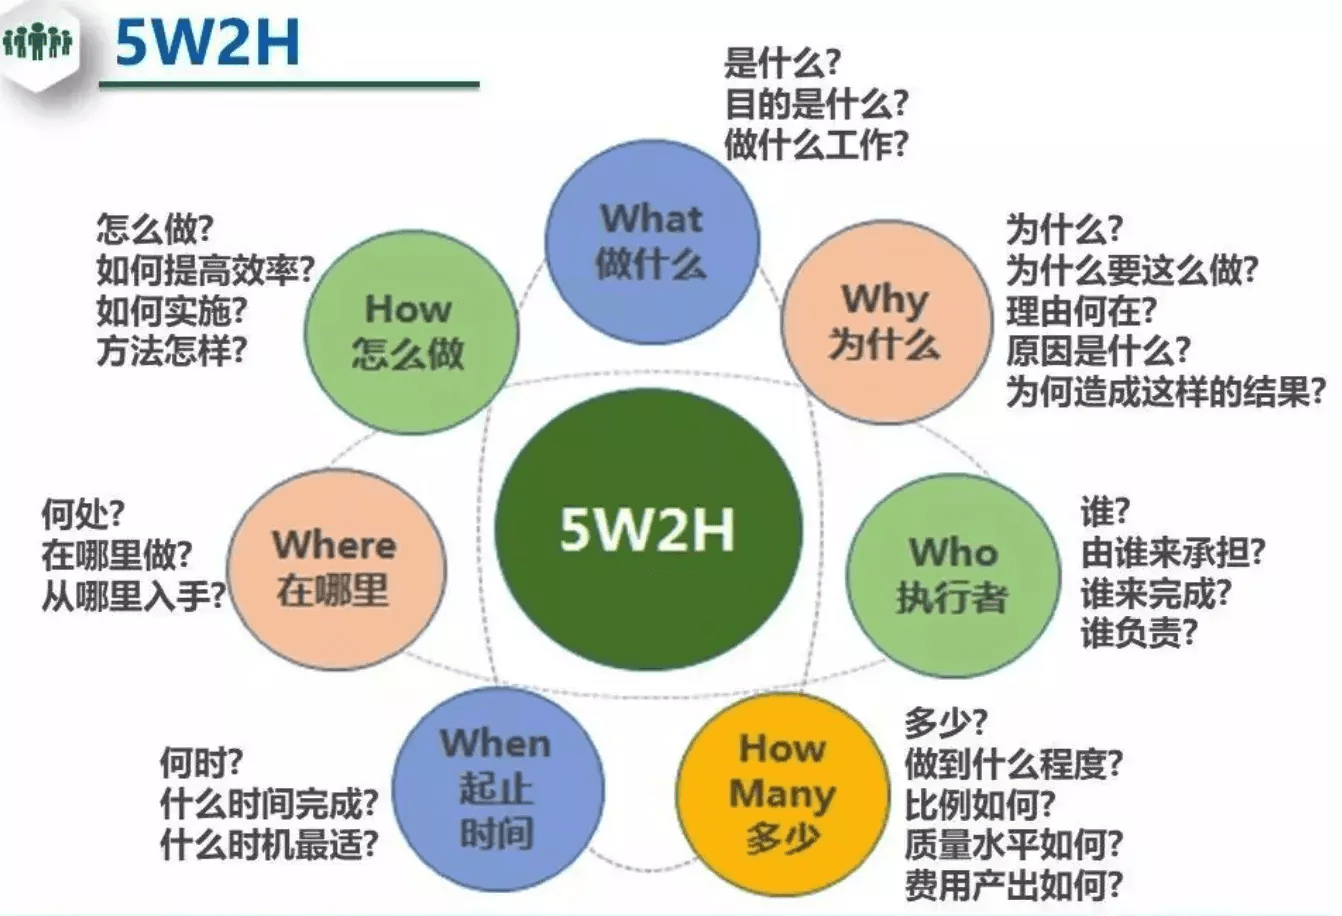 5W2H
是什么?
目的是什么?
做什么工作?
What
做什么
为什么?
为什么要这么做?
理由何在?
原因是什么?
为何造成这样的结果?
Why
为什么
怎么做?
如何提高效率?
如何实施?
方法怎样?
How
怎么做
5W2H
何处?
在哪里做?
从哪里入手?
Where
在哪里
Who
执行者
谁?
由谁来承担?
谁来完成?
谁负责?
何时?
什么时间完成?
什么时机最适?
When
起止
时间
How
Many
多少
多少?
做到什么程度?
比例如何?
质量水平如何?
费用产出如何?